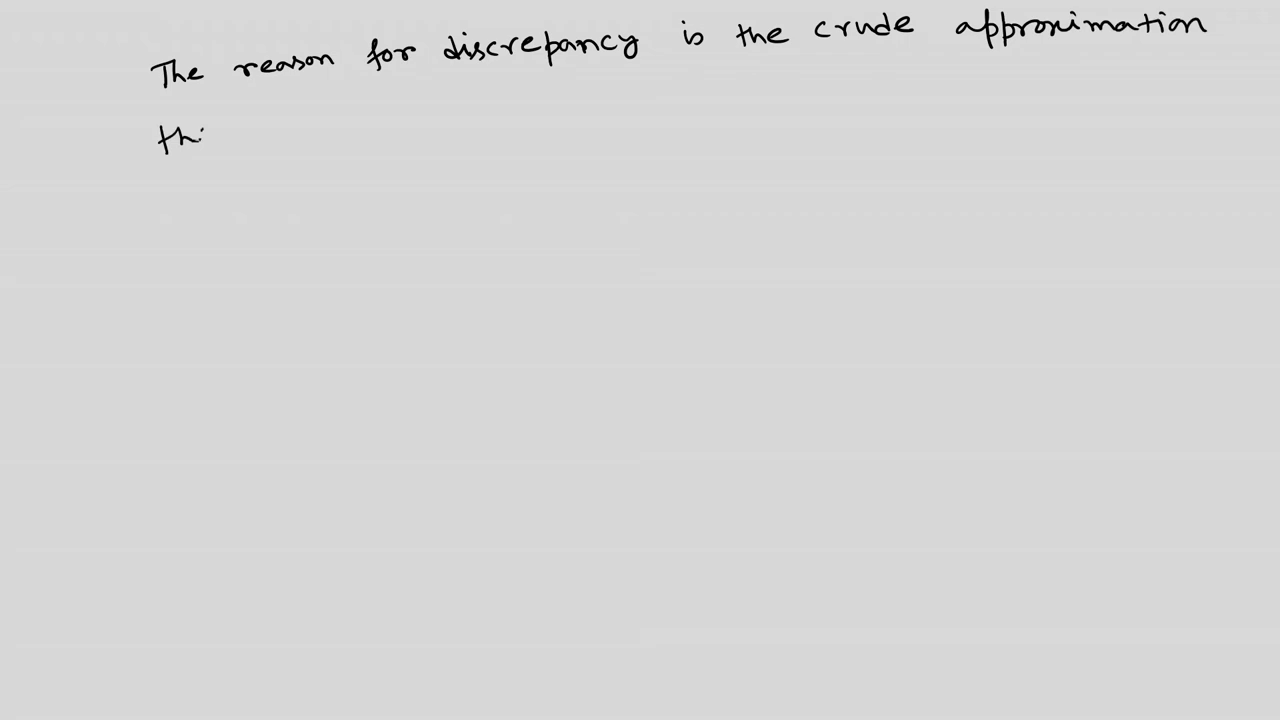 The reason for discrepancy is the crude approximation